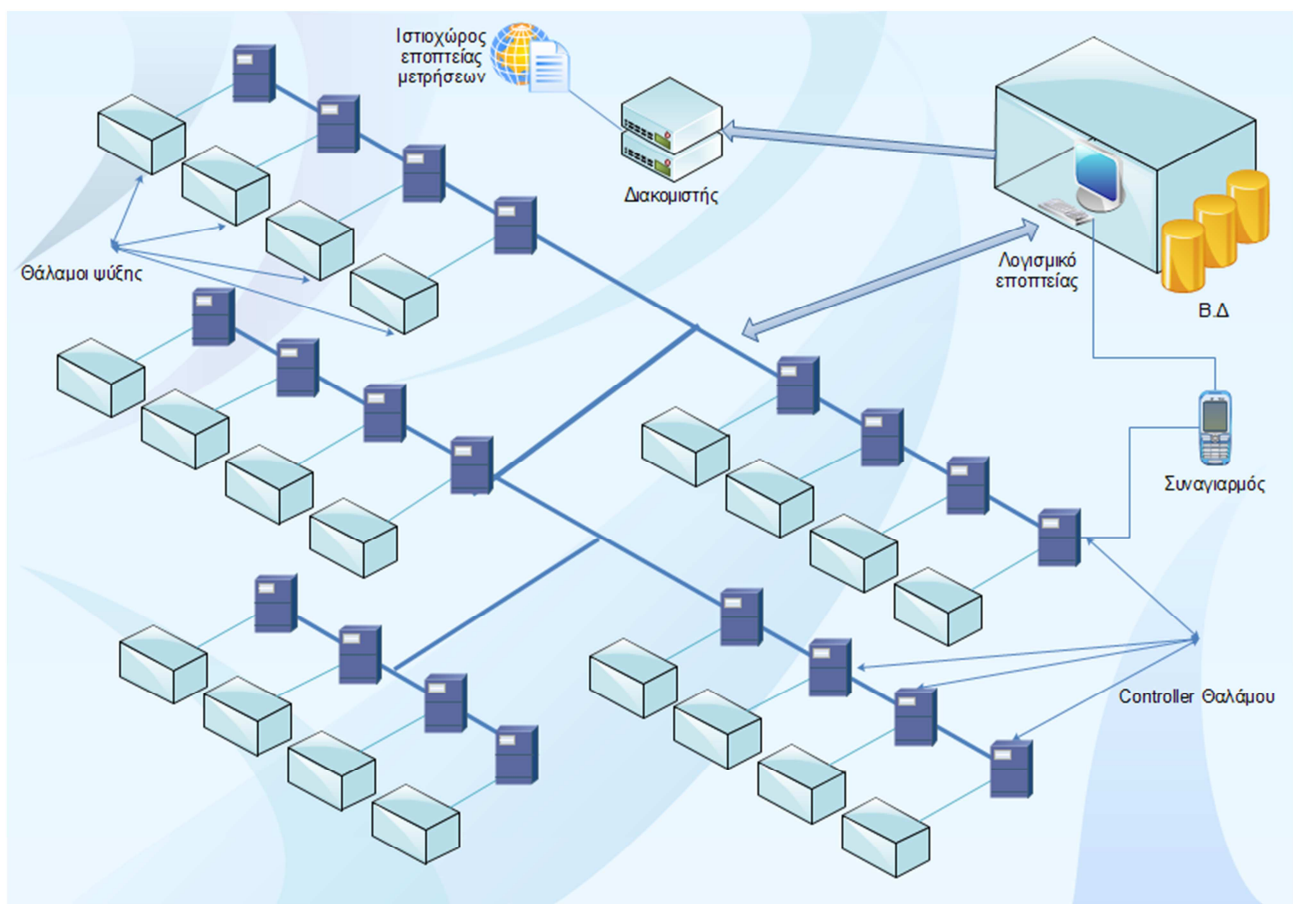 Ιστιοχώρος
εποπτείας
μετρήσεων
Διακομιστής
Θάλαμοι ψύξης
Λογισμικό
εποπτείας
Β.Δ
Συναγιαρμός
Controller Θαλάμου